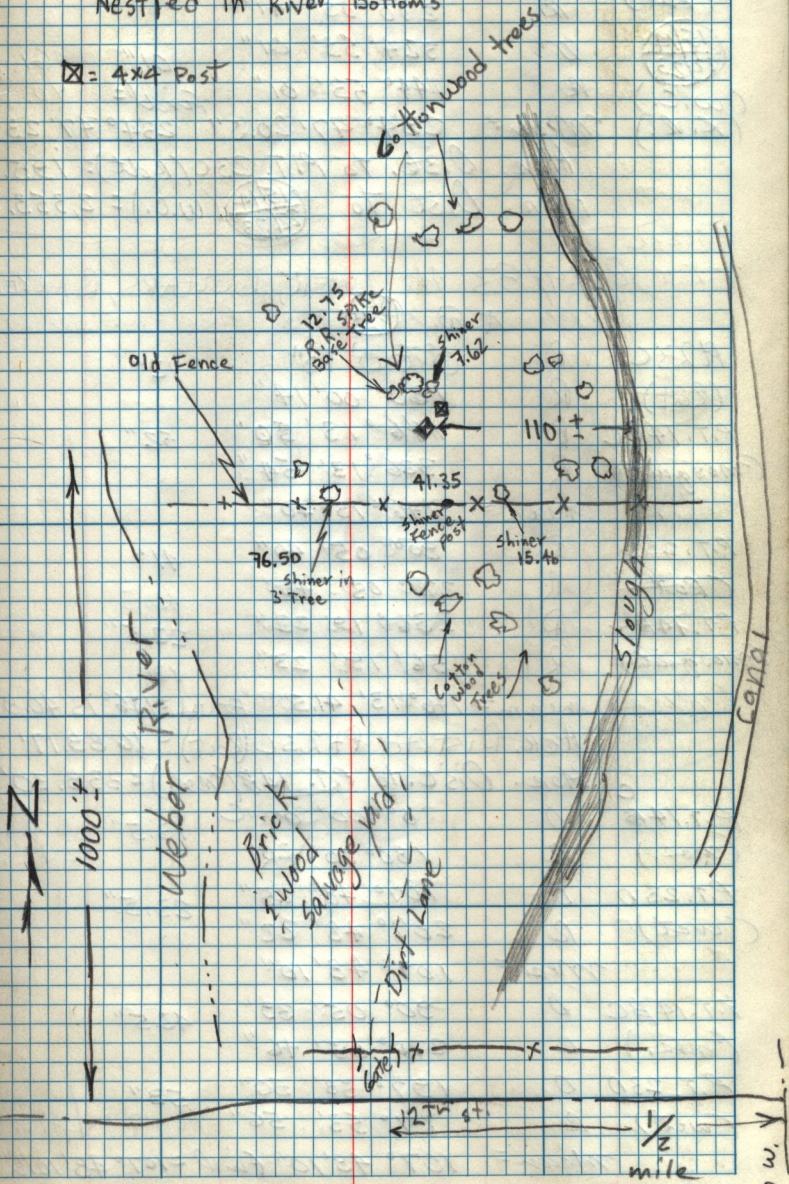 Nestled in River Bottoms
= 4x4 Post
Cottonwood trees
12.75
R.R. Spike
Base Tree
Shiner
7.62
Old Fence
110' ±
41.35
Shiner
fence
post
Shiner
15.46
76.50
Shiner in
3' Tree
Slough
Canal
Cotton
Wood
Trees
Weber River
N
1000' ±
Brick
& Wood
Salvage yard
Dirt Lane
Gate
12TH st.
1/2
mile
W.